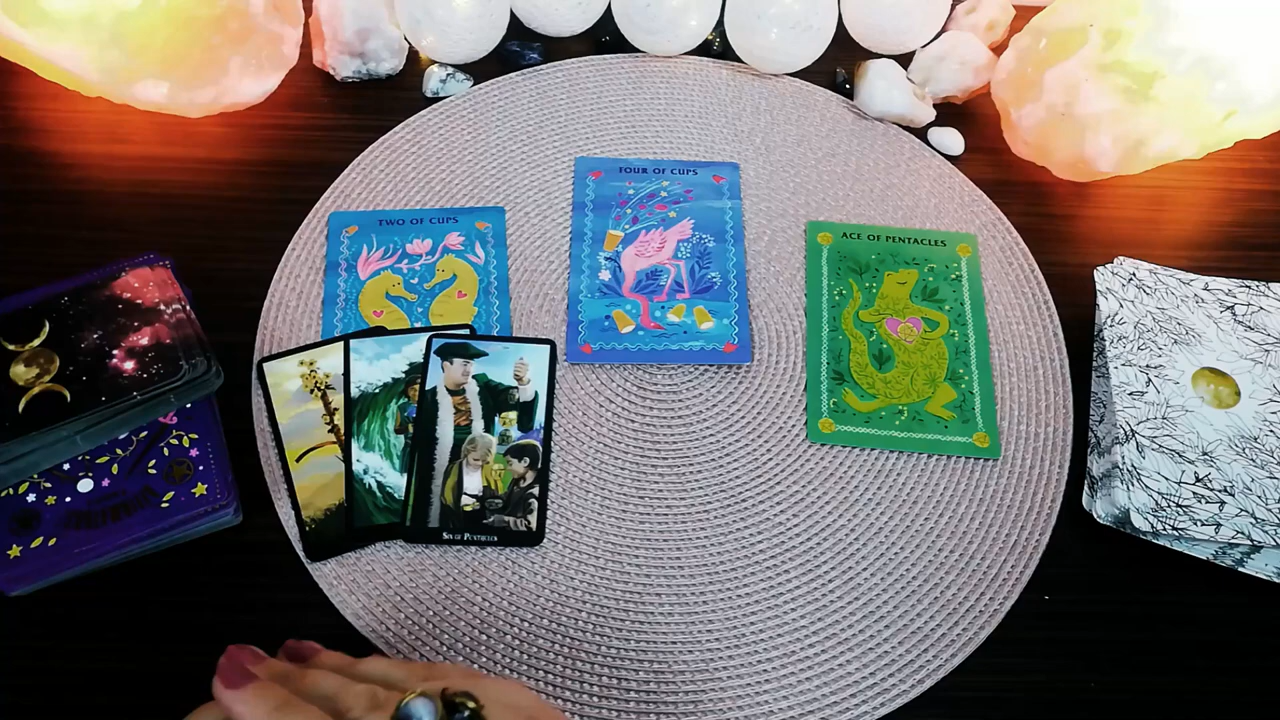 FOUR OF CUPS
TWO OF CUPS
ACE OF PENTACLES
SIX OF PENTACLES